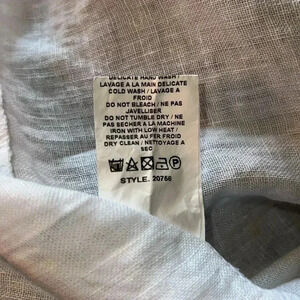 DELICATE HAND WASH /
LAVAGE A LA MAIN DELICATE
COLD WASH / LAVAGE A
FROID
DO NOT BLEACH / NE PAS
JAVELLISER
DO NOT TUMBLE DRY / NE
PAS SECHER A LA MACHINE
IRON WITH LOW HEAT /
REPASSER AU FER FROID
DRY CLEAN / NETTOYAGE A
SEC
P
STYLE. 20766